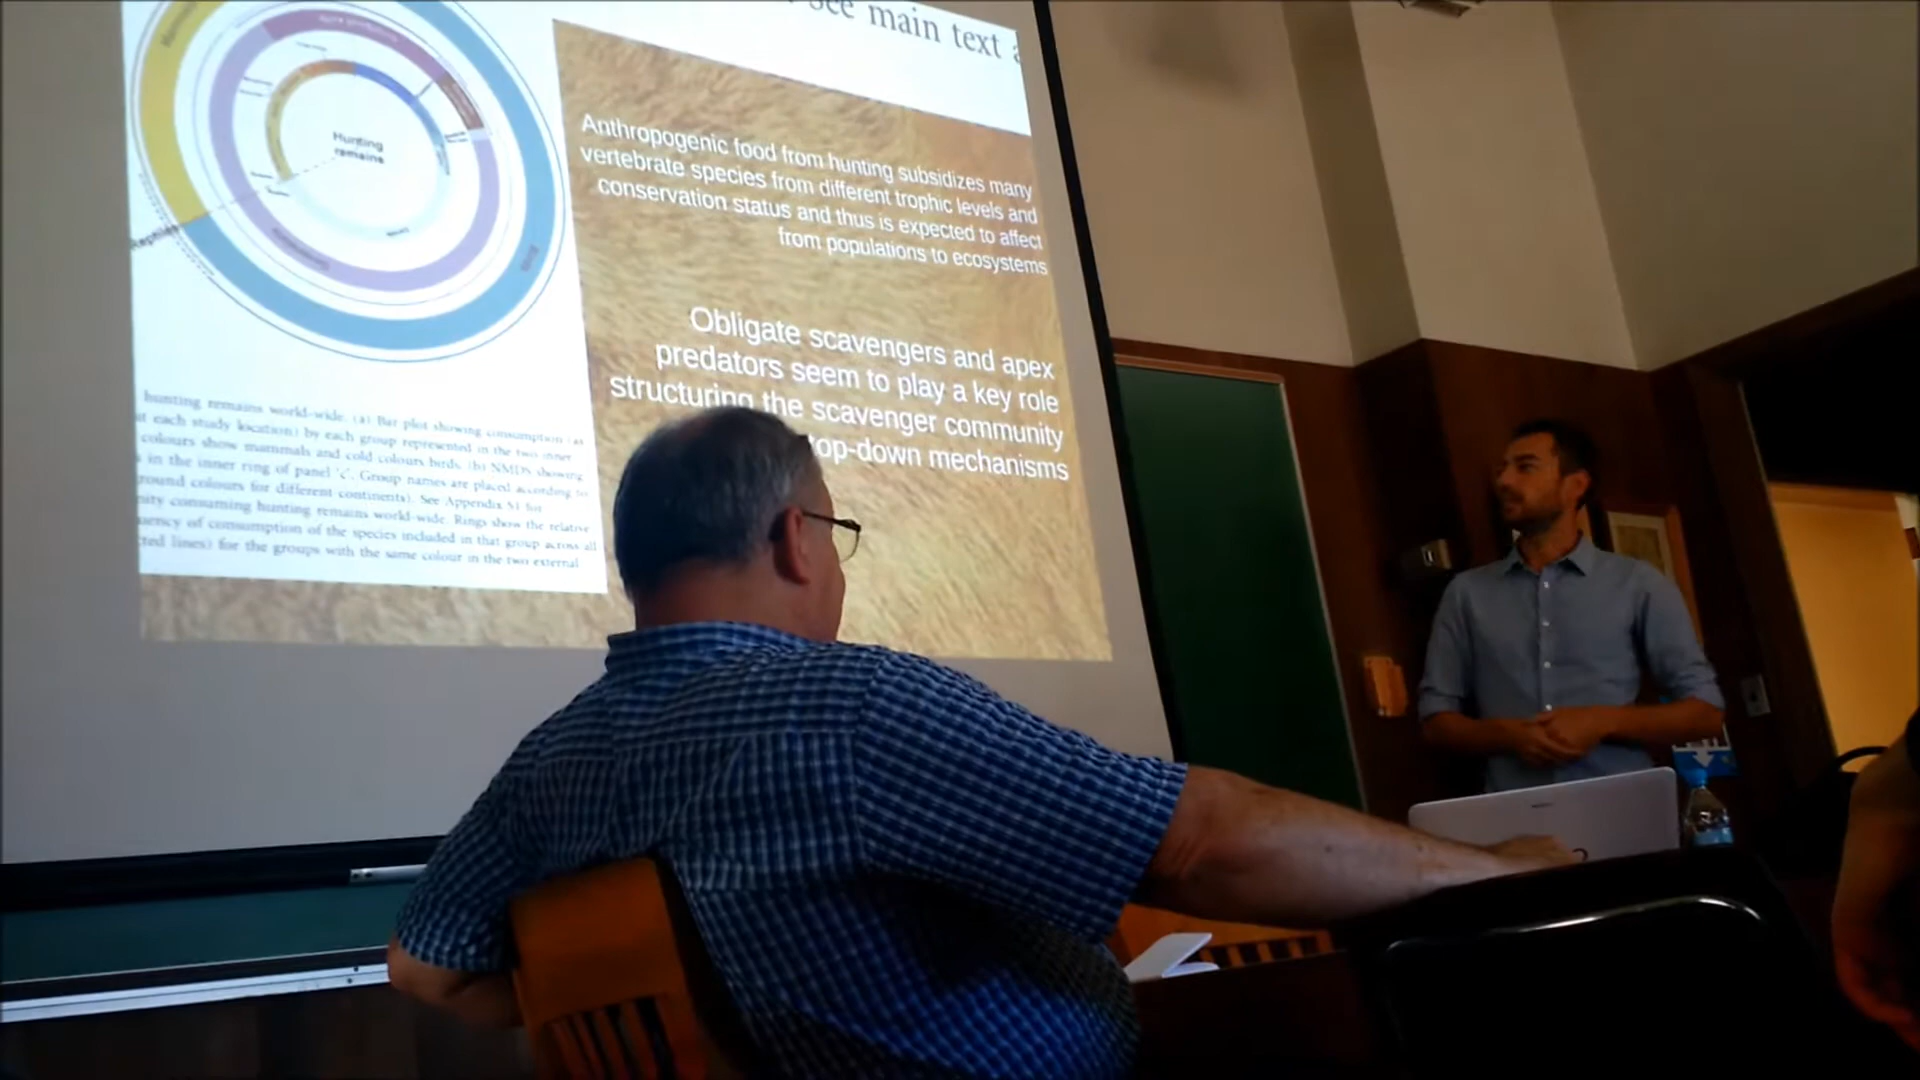 see main text
Hunting
remains
Reptiles
Anthropogenic food from hunting subsidizes many
vertebrate species from different trophic levels and
conservation status and thus is expected to affect
from populations to ecosystems
Obligate scavengers and apex
predators seem to play a key role
structuring the scavenger community
top-down mechanisms
hunting remains world-wide. (a) Bar plot showing consumption (as
at each study location) by each group represented in the two inner
colours show mammals and cold colours birds. (b) NMDS showing
in the inner ring of panel 'c'. Group names are placed according to
ground colours for different continents). See Appendix S1 for
nity consuming hunting remains world-wide. Rings show the relative
uency of consumption of the species included in that group across all
tted lines) for the groups with the same colour in the two external